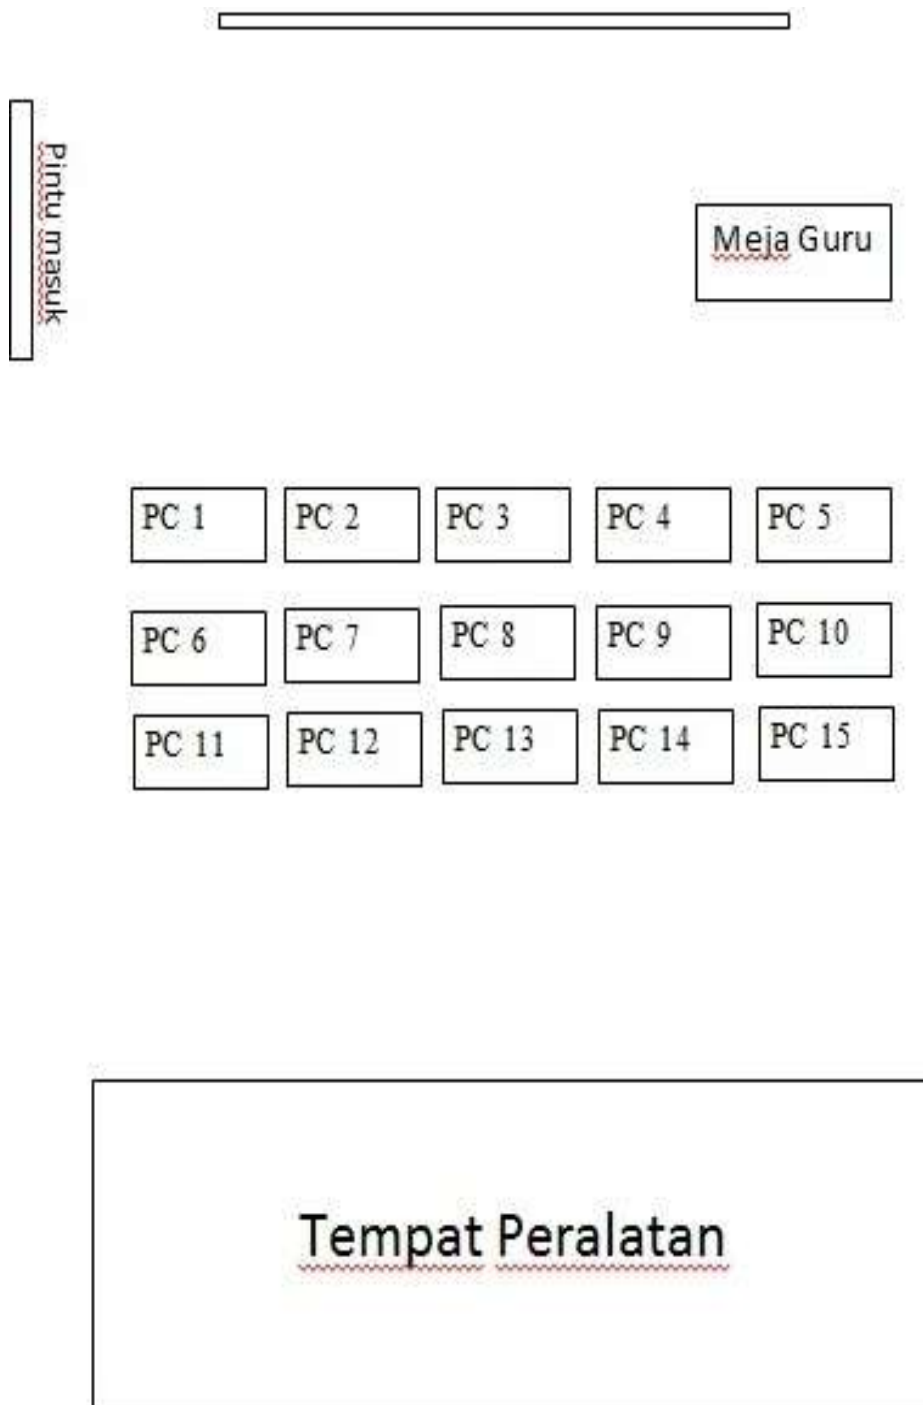 Pintu masuk
Meja Guru
PC 1 PC 2 PC 3 PC 4 PC 5
PC 6 PC 7 PC 8 PC 9 PC 10
PC 11 PC 12 PC 13 PC 14 PC 15
Tempat Peralatan